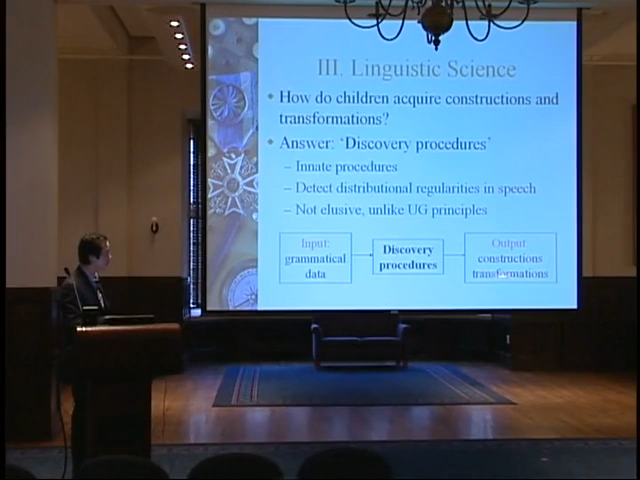 III. Linguistic Science
How do children acquire constructions and
transformations?
Answer: ‘Discovery procedures’
– Innate procedures
– Detect distributional regularities in speech
– Not elusive, unlike UG principles
Input:
grammatical
data
Discovery
procedures
Output:
constructions
transformations